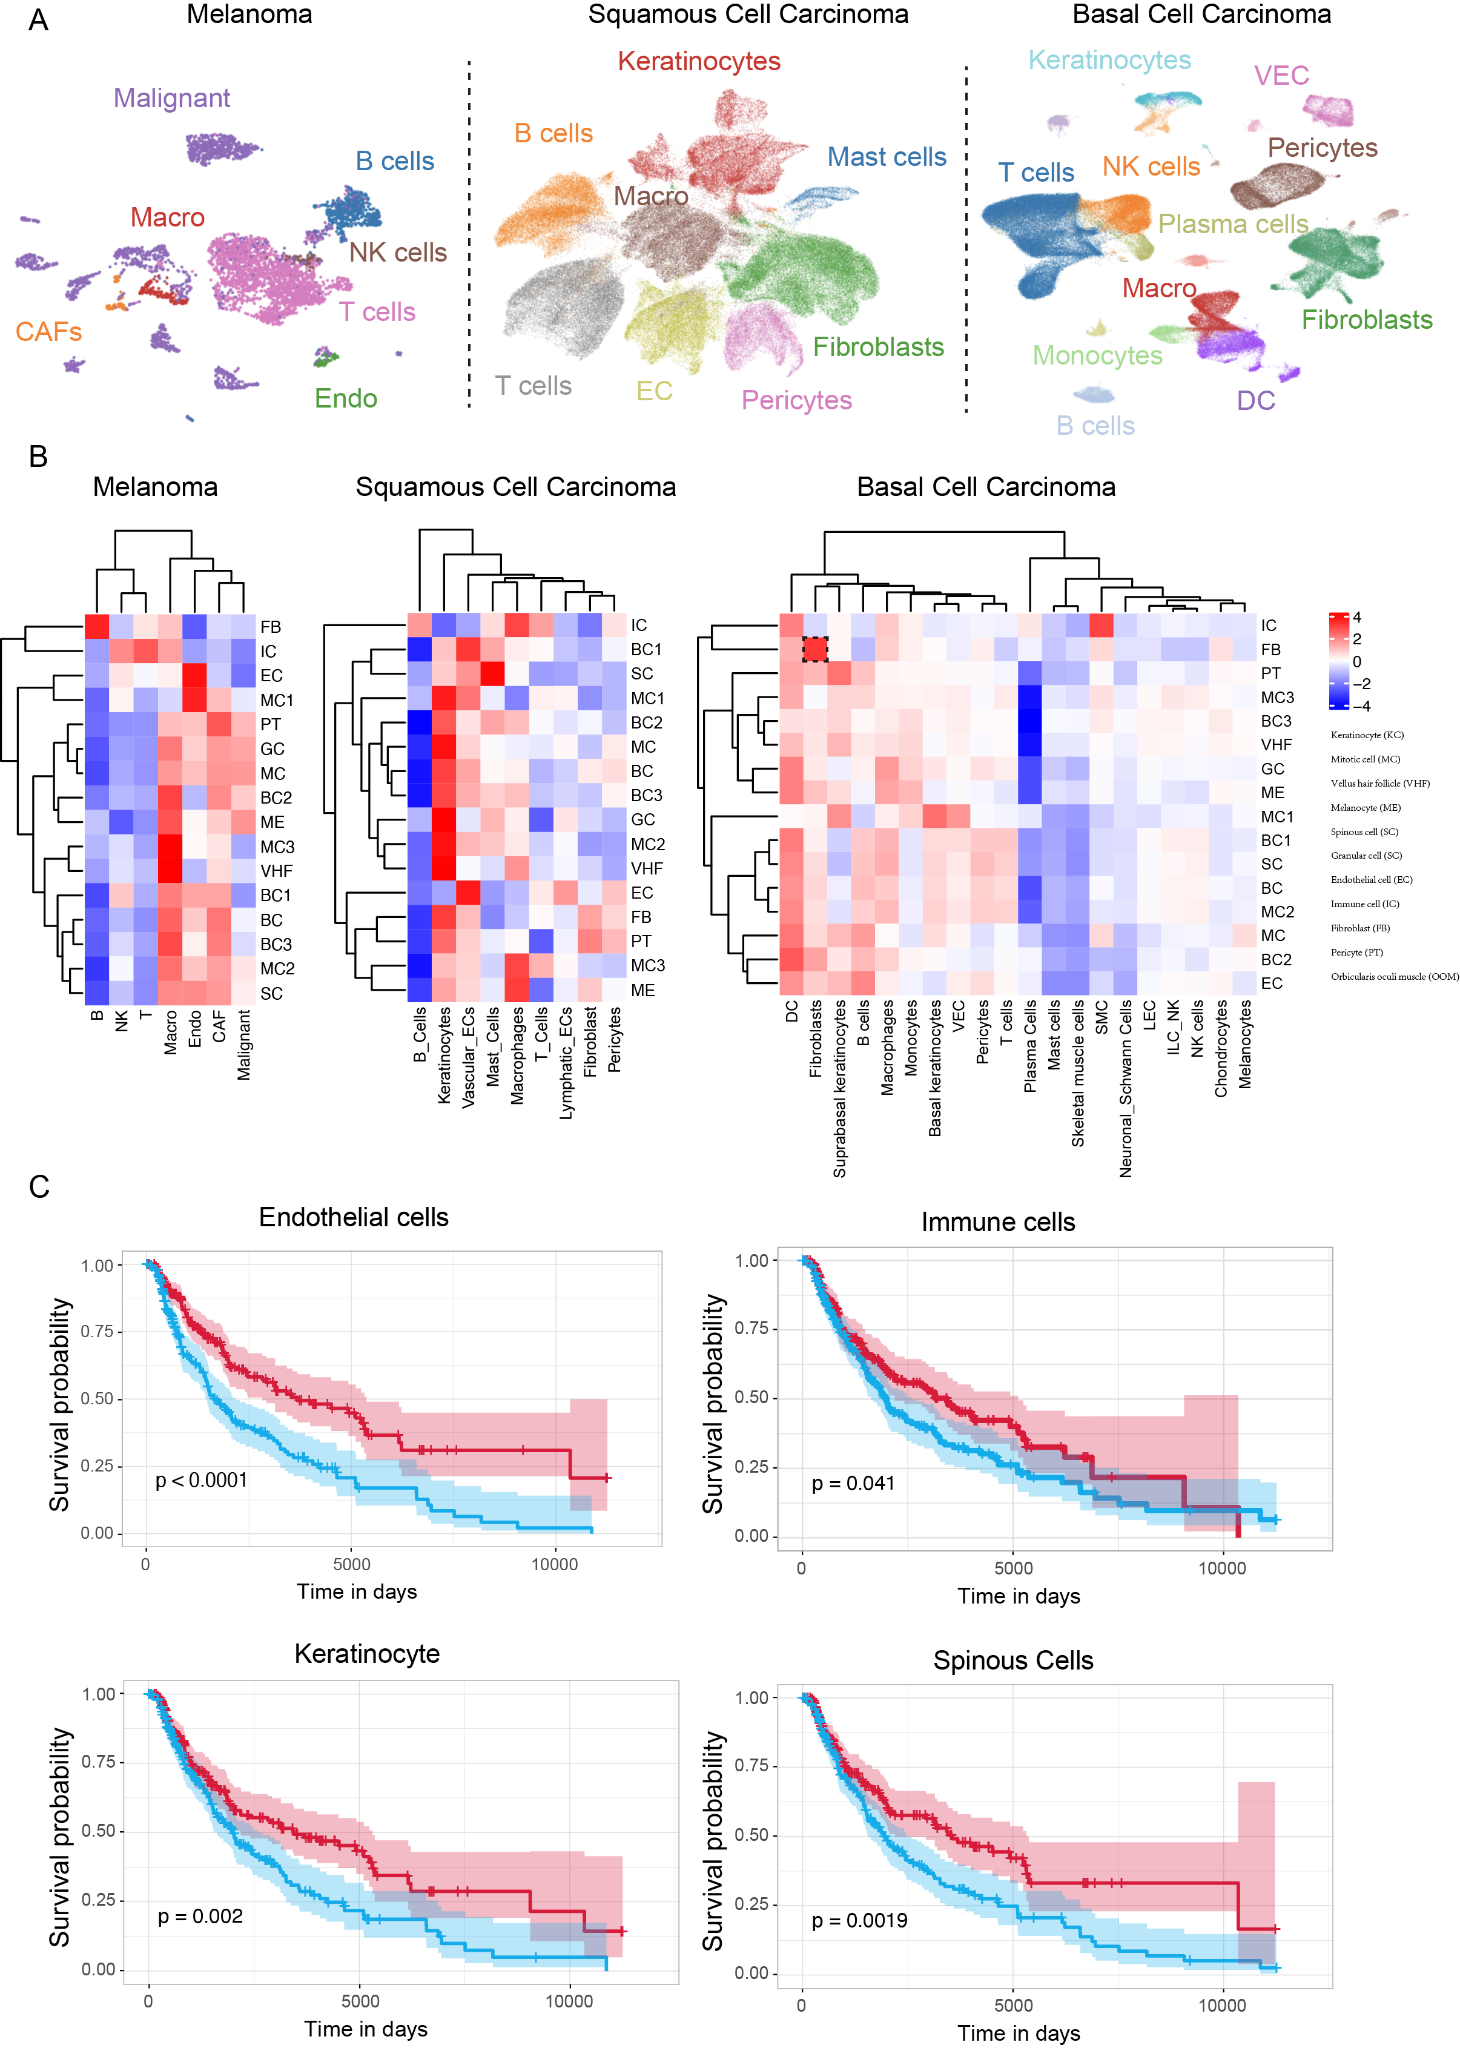 A
Melanoma
Squamous Cell Carcinoma
Basal Cell Carcinoma
Malignant
B cells
Macro
NK cells
T cells
CAFs
Endo
Keratinocytes
B cells
Mast cells
Macro
Fibroblasts
T cells
EC
Pericytes
Keratinocytes
VEC
Pericytes
T cells
NK cells
Plasma cells
Macro
Fibroblasts
Monocytes
DC
B cells
B
Melanoma
Squamous Cell Carcinoma
Basal Cell Carcinoma
FB
IC
EC
MC1
PT
GC
MC
BC2
ME
MC3
VHF
BC1
BC
BC3
MC2
SC
B
NK
T
Macro
Endo
CAF
Malignant
IC
BC1
SC
MC1
BC2
MC
BC
BC3
GC
MC2
VHF
EC
FB
PT
MC3
ME
B_Cells
Keratinocytes
Vascular_ECs
Mast_Cells
Macrophages
T_Cells
Lymphatic_ECs
Fibroblast
Pericytes
IC
FB
PT
MC3
BC3
VHF
GC
ME
MC1
BC1
SC
BC
MC2
MC
BC2
EC
DC
Fibroblasts
Suprabasal keratinocytes
B cells
Macrophages
Monocytes
Basal keratinocytes
VEC
Pericytes
T cells
Plasma Cells
Mast cells
Skeletal muscle cells
SMC
Neuronal_Schwann Cells
LEC
ILC_NK
NK cells
Chondrocytes
Melanocytes
4
2
0
−2
−4
Keratinocyte (KC)
Mitotic cell (MC)
Vellus hair follicle (VHF)
Melanocyte (ME)
Spinous cell (SC)
Granular cell (SC)
Endothelial cell (EC)
Immune cell (IC)
Fibroblast (FB)
Pericyte (PT)
Orbicularis oculi muscle (OOM)
C
Endothelial cells
Survival probability
1.00
0.75
0.50
0.25
0.00
p < 0.0001
0
5000
10000
Time in days
Immune cells
Survival probability
1.00
0.75
0.50
0.25
0.00
p = 0.041
0
5000
10000
Time in days
Keratinocyte
Survival probability
1.00
0.75
0.50
0.25
0.00
p = 0.002
0
5000
10000
Time in days
Spinous Cells
Survival probability
1.00
0.75
0.50
0.25
0.00
p = 0.0019
0
5000
10000
Time in days